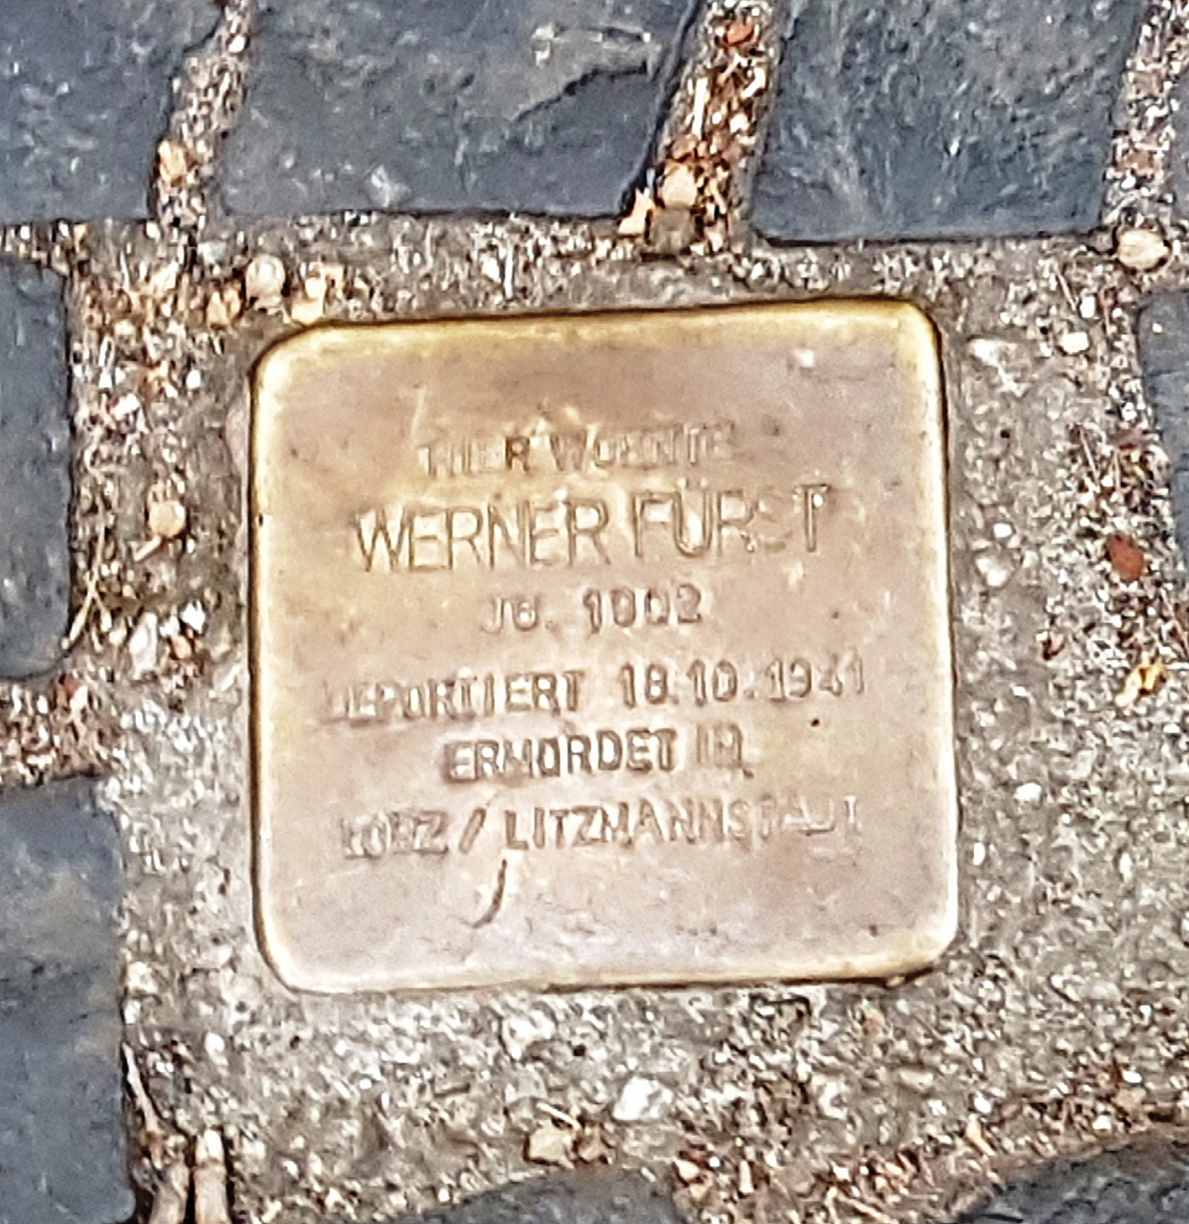 HIER WOHNTE
WERNER FÜRST
JG. 1902
DEPORTIERT 18.10.1941
ERMORDET IN
LODZ / LITZMANNSTADT